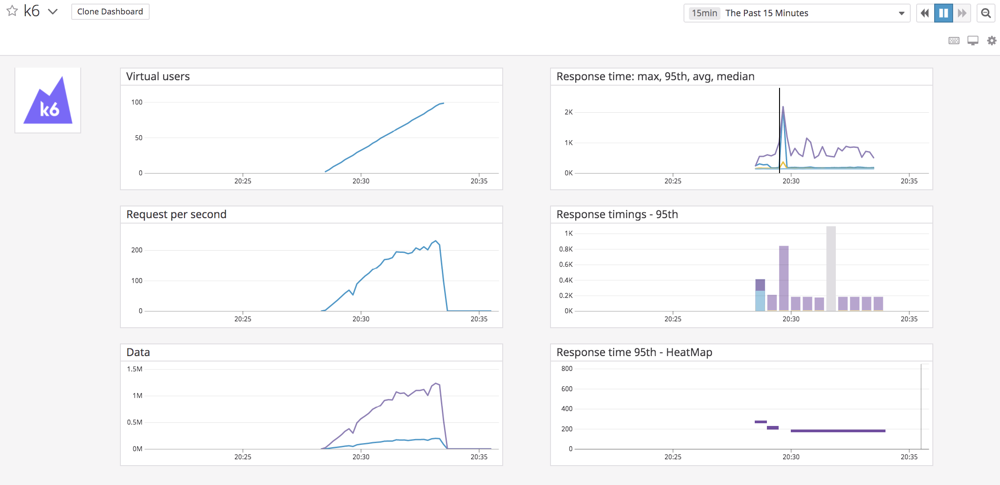 k6
Clone Dashboard
15min The Past 15 Minutes
k6
Virtual users
100
50
0
20:25 20:30 20:35
Response time: max, 95th, avg, median
2K
1K
0K
20:25 20:30 20:35
Request per second
200
100
0
20:25 20:30 20:35
Response timings - 95th
1K
0.8K
0.6K
0.4K
0.2K
0K
20:25 20:30 20:35
Data
1.5M
1M
0.5M
0M
20:25 20:30 20:35
Response time 95th - HeatMap
800
600
400
200
0
20:25 20:30 20:35